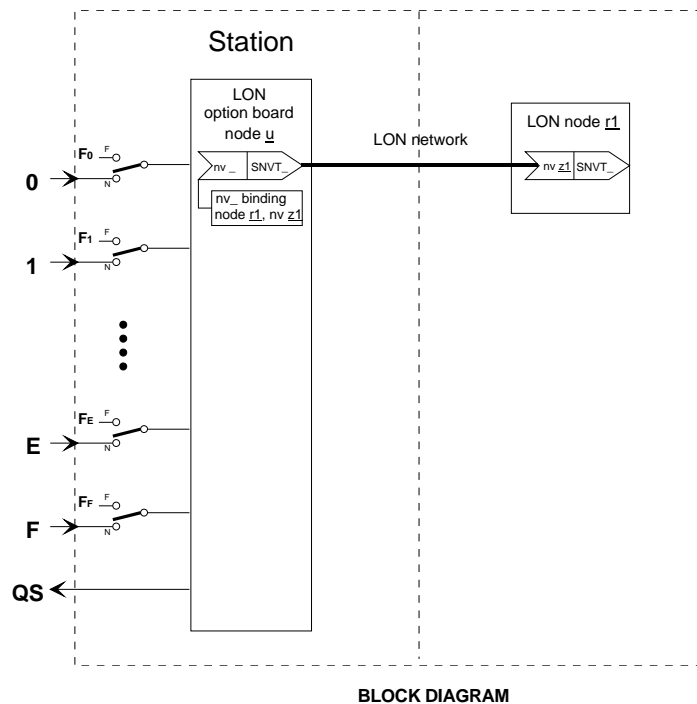 Station
LON
option board
node u
LON network
LON node r1
F0
F
N
0
nv _
SNVT_
nv z1
SNVT_
nv_ binding
node r1, nv z1
F1
F
N
1
FE
F
N
E
FF
F
N
F
QS
BLOCK DIAGRAM